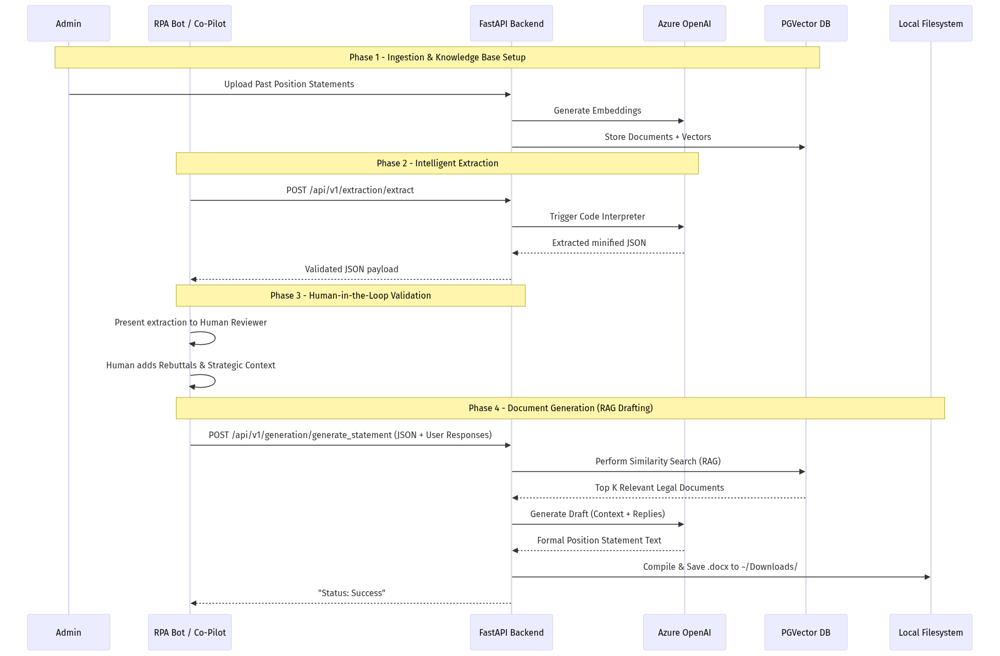 Admin
RPA Bot / Co-Pilot
FastAPI Backend
Azure OpenAI
PGVector DB
Local Filesystem
Phase 1 - Ingestion & Knowledge Base Setup
Upload Past Position Statements
Generate Embeddings
Store Documents + Vectors
Phase 2 - Intelligent Extraction
POST /api/v1/extraction/extract
Trigger Code Interpreter
Extracted minified JSON
Validated JSON payload
Phase 3 - Human-in-the-Loop Validation
Present extraction to Human Reviewer
Human adds Rebuttals & Strategic Context
Phase 4 - Document Generation (RAG Drafting)
POST /api/v1/generation/generate_statement (JSON + User Responses)
Perform Similarity Search (RAG)
Top K Relevant Legal Documents
Generate Draft (Context + Replies)
Formal Position Statement Text
Compile & Save .docx to ~/Downloads/
"Status: Success"
Admin
RPA Bot / Co-Pilot
FastAPI Backend
Azure OpenAI
PGVector DB
Local Filesystem